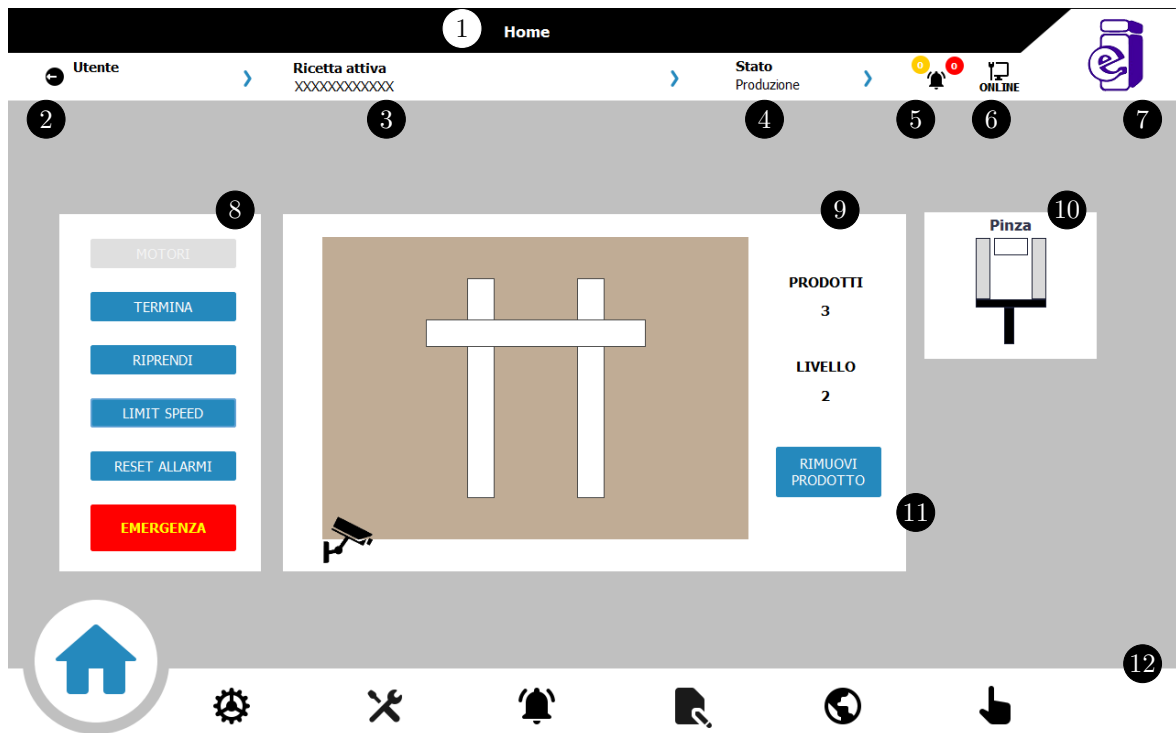 1 Home
Utente
Ricetta attiva
XXXXXXXXXXXX
Stato
Produzione
0
0
ONLINE
e
2
3
4
5
6
7
8
9
10
MOTORI
TERMINA
RIPRENDI
LIMIT SPEED
RESET ALLARMI
EMERGENZA
PRODOTTI
3
LIVELLO
2
RIMUOVI
PRODOTTO
11
Pinza
12